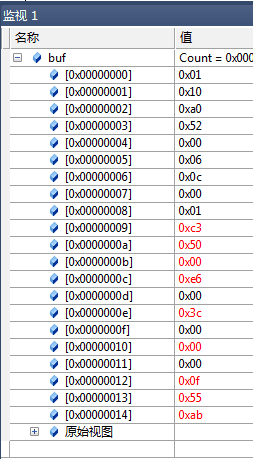 监视 1
名称 值
buf Count = 0x000
[0x00000000] 0x01
[0x00000001] 0x10
[0x00000002] 0xa0
[0x00000003] 0x52
[0x00000004] 0x00
[0x00000005] 0x06
[0x00000006] 0x0c
[0x00000007] 0x00
[0x00000008] 0x01
[0x00000009] 0xc3
[0x0000000a] 0x50
[0x0000000b] 0x00
[0x0000000c] 0xe6
[0x0000000d] 0x00
[0x0000000e] 0x3c
[0x0000000f] 0x00
[0x00000010] 0x00
[0x00000011] 0x00
[0x00000012] 0x0f
[0x00000013] 0x55
[0x00000014] 0xab
原始视图